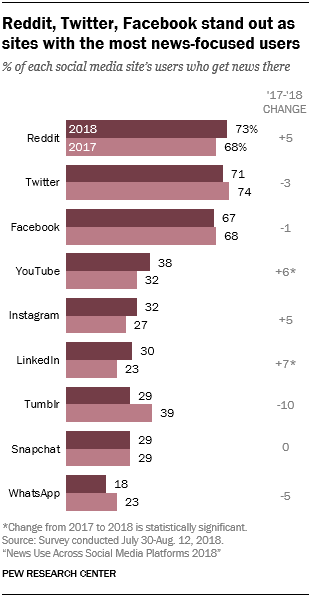 Reddit, Twitter, Facebook stand out as
sites with the most news-focused users
% of each social media site's users who get news there
'17-'18
CHANGE
Reddit
2018
73%
2017
68%
+5
Twitter
71
74
-3
Facebook
67
68
-1
YouTube
38
32
+6*
Instagram
32
27
+5
LinkedIn
30
23
+7*
Tumblr
29
39
-10
Snapchat
29
29
0
WhatsApp
18
23
-5
*Change from 2017 to 2018 is statistically significant.
Source: Survey conducted July 30-Aug. 12, 2018.
"News Use Across Social Media Platforms 2018"
PEW RESEARCH CENTER